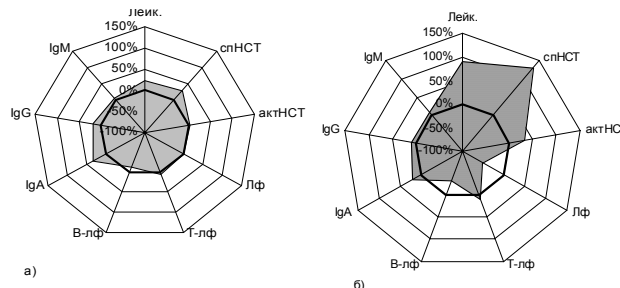 Лейк.
150%
100%
50%
0%
50%
100%
спНСТ
актНСТ
Лф
Т-лф
В-лф
IgA
IgG
IgM
а)
Лейк.
150%
100%
50%
0%
-50%
-100%
спНСТ
актНС
Лф
Т-лф
В-лф
IgA
IgG
IgM
б)